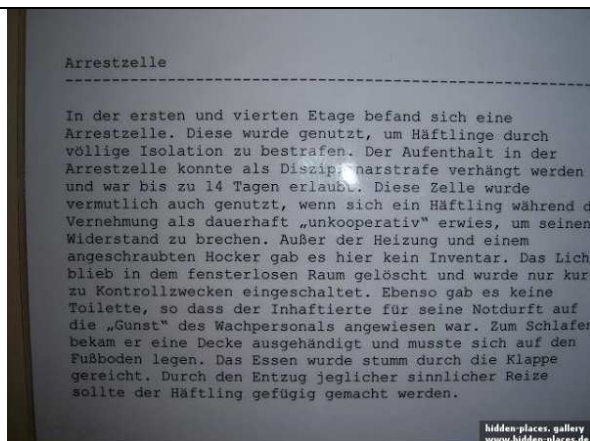 Arrestzelle
------------------------------------------------------------
In der ersten und vierten Etage befand sich eine
Arrestzelle. Diese wurde genutzt, um Häftlinge durch
völlige Isolation zu bestrafen. Der Aufenthalt in der
Arrestzelle konnte als verhängt werden
und war bis zu 14 Tagen erlaubt. Diese Zelle wurde
vermutlich auch genutzt, wenn sich ein Häftling während d
Vernehmung als dauerhaft „unkooperativ“ erwies, um seinen
Widerstand zu brechen. Außer der Heizung und einem
angeschraubten Hocker gab es hier kein Inventar. Das Lich
blieb in dem fensterlosen Raum gelöscht und wurde nur kur
zu Kontrollzwecken eingeschaltet. Ebenso gab es keine
Toilette, so dass der Inhaftierte für seine Notdurft auf
die „Gunst“ des Wachpersonals angewiesen war. Zum Schlafen
bekam er eine Decke ausgehändigt und musste sich auf den
Fußboden legen. Das Essen wurde stumm durch die Klappe
gereicht. Durch den Entzug jeglicher sinnlicher Reize
sollte der Häftling gefügig gemacht werden.
hidden-places. gallery
www.hidden-places.de